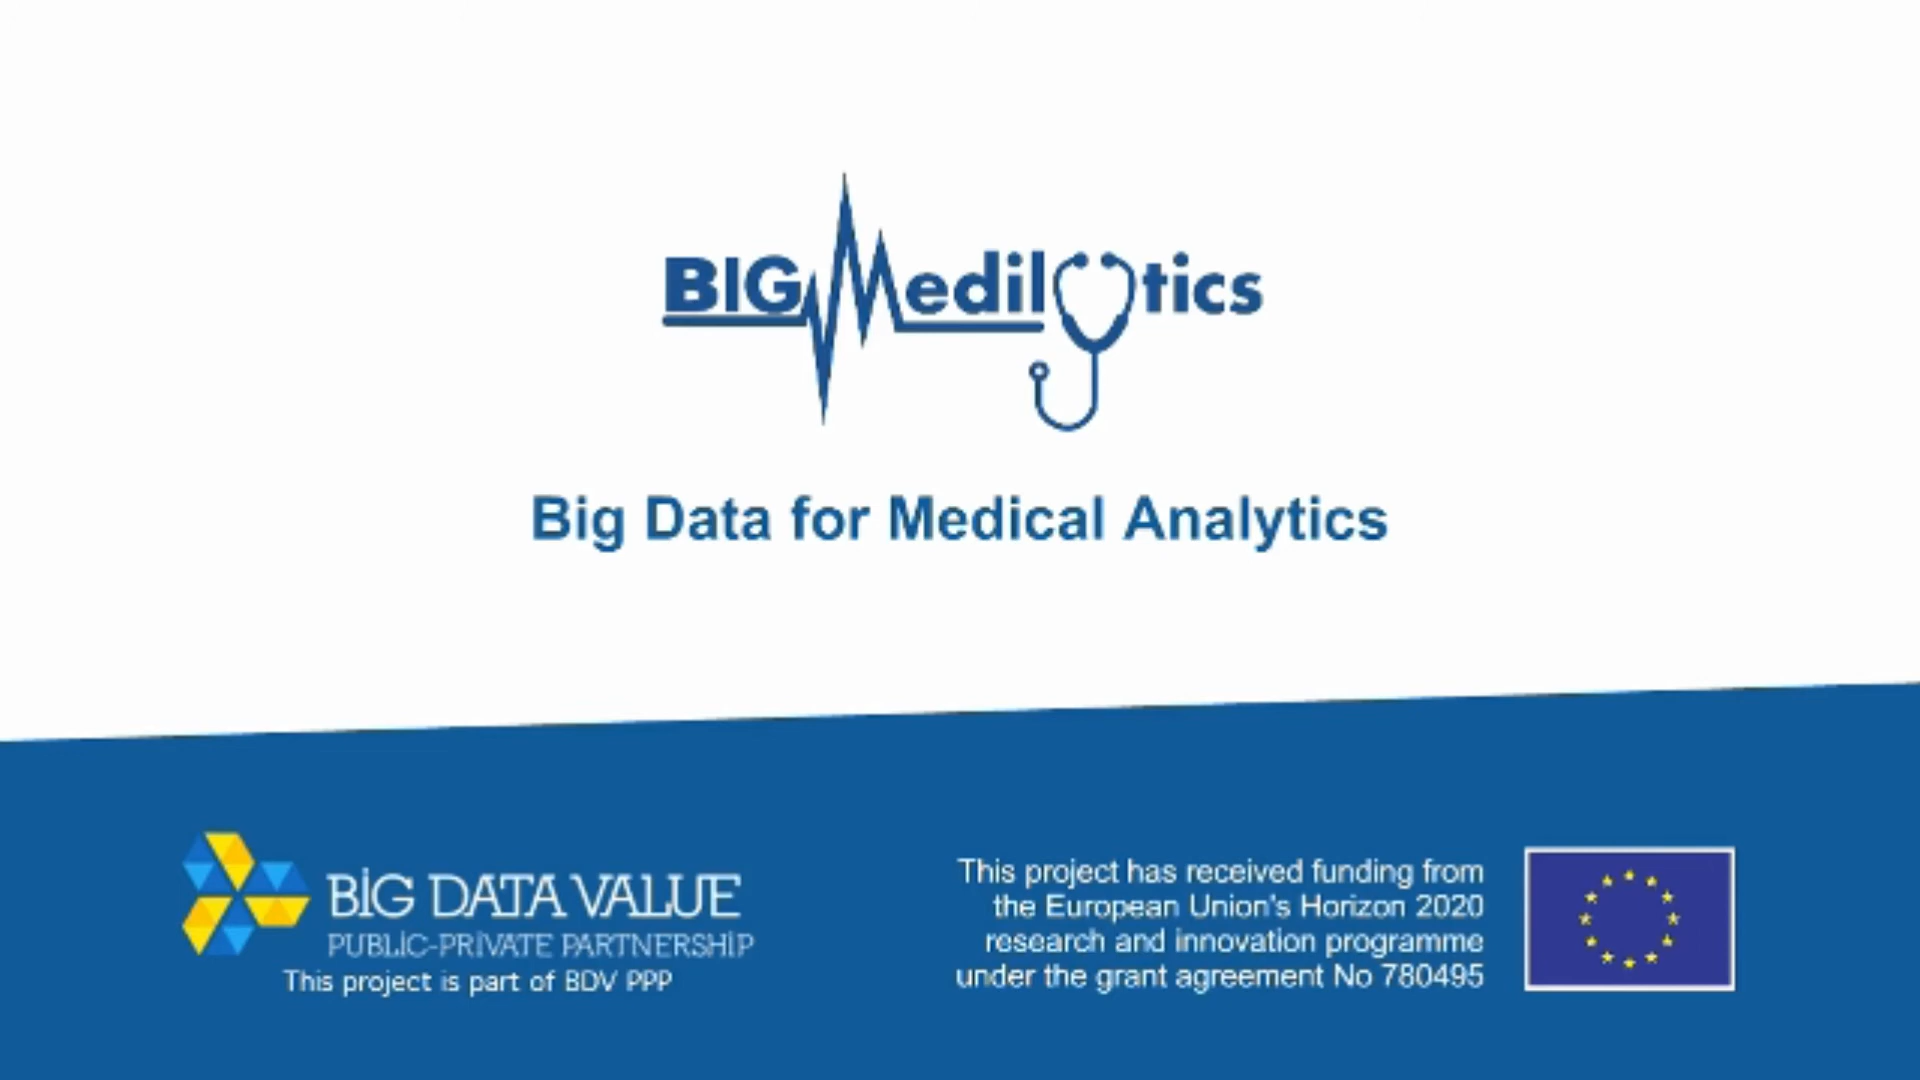 BIGMedilytics
Big Data for Medical Analytics
BIG DATA VALUE
PUBLIC-PRIVATE PARTNERSHIP
This project is part of BDV PPP
This project has received funding from
the European Union's Horizon 2020
research and innovation programme
under the grant agreement No 780495